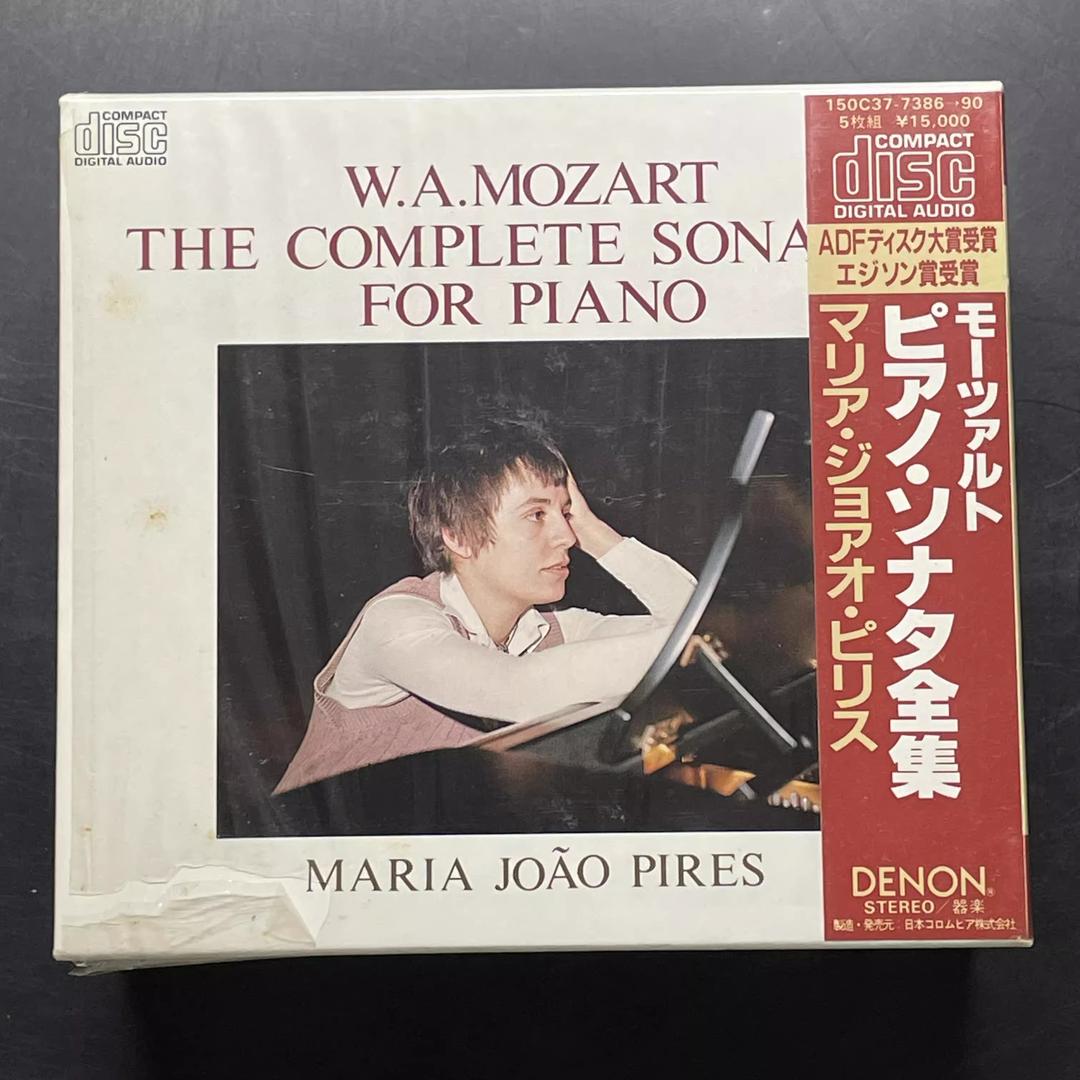 COMPACT
disc
DIGITAL AUDIO
W.A.MOZART
THE COMPLETE SONA
FOR PIANO
MARIA JOÃO PIRES
150C37-7386→90
5枚組 ¥15,000
COMPACT
disc
DIGITAL AUDIO
ADFディスク大賞受賞
エジソン賞受賞
モーツァルト
ピアノ・ソナタ全集
マリア・ジョアオ・ピリス
DENON®
STEREO/器楽
製造・発売元 日本コロムビア株式会社